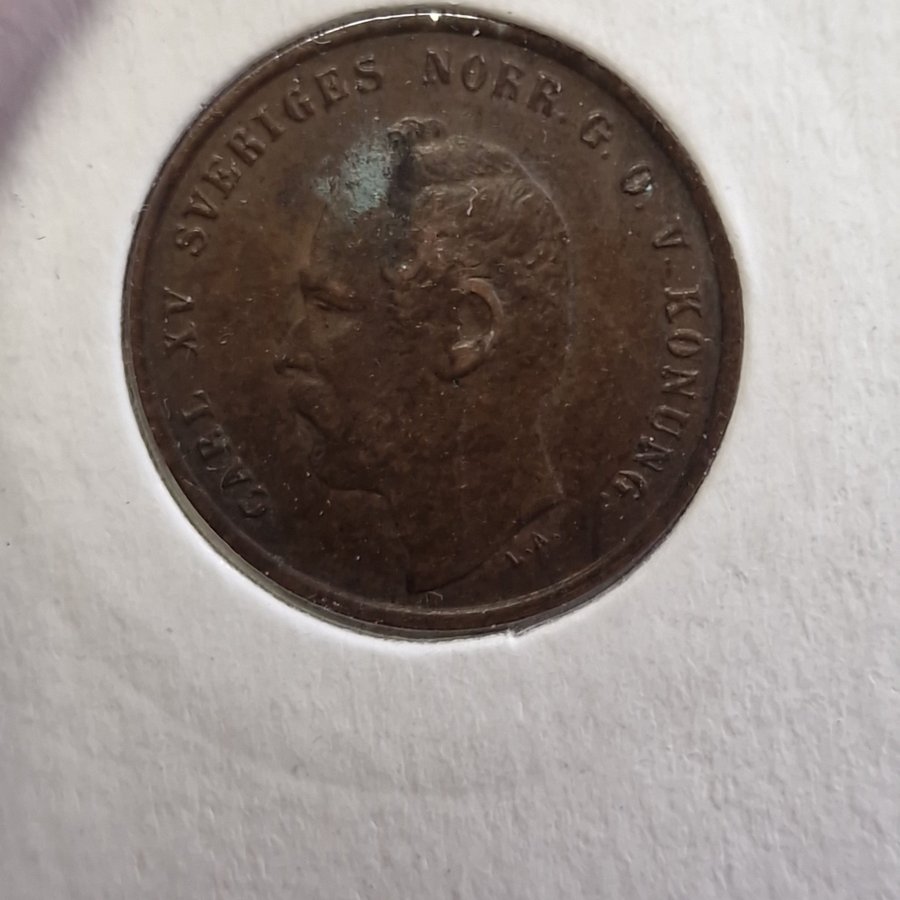 CARL XV SVERIGES NORR. G. O. V. KONUNG.
L.A.